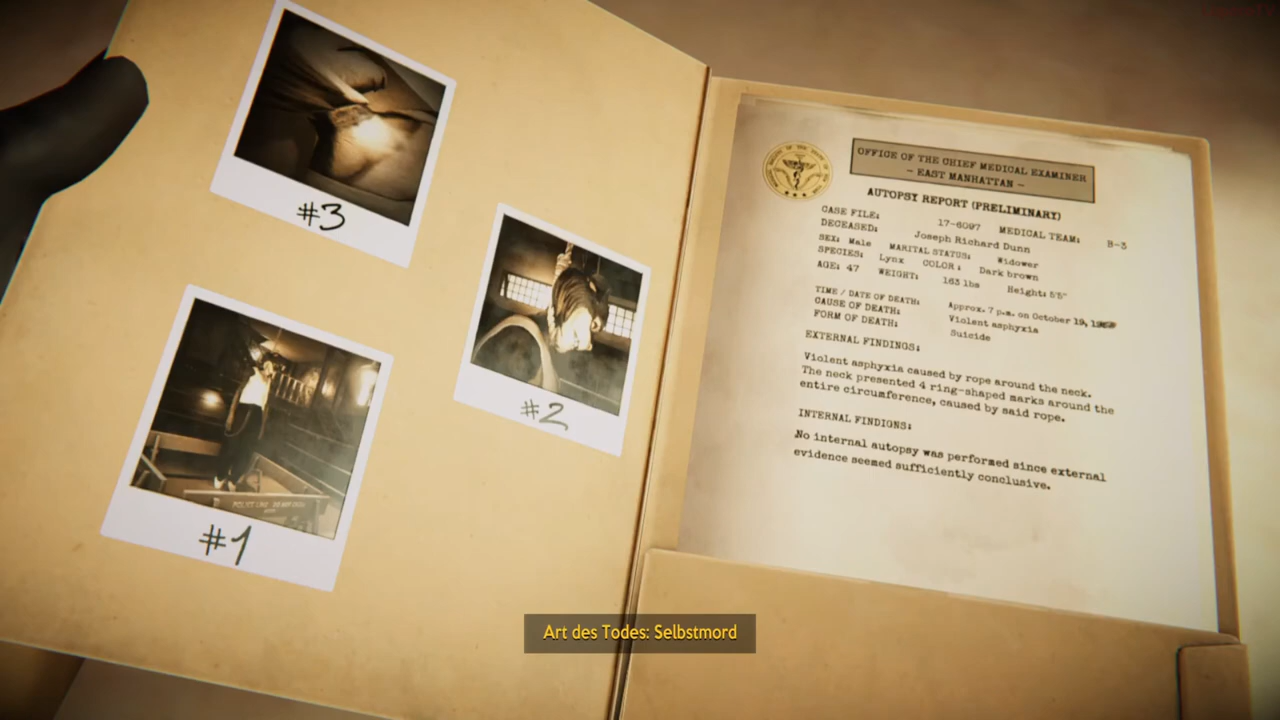 #3
#2
#1
OFFICE OF THE CHIEF MEDICAL EXAMINER
- EAST MANHATTAN -
AUTOPSY REPORT (PRELIMINARY)
CASE FILE: 17-6097 MEDICAL TEAM: B-3
DECEASED: Joseph Richard Dunn
SEX: Male MARITAL STATUS: Widower
SPECIES: Lynx COLOR: Dark brown
AGE: 47 WEIGHT: 163 lbs Height: 5'5"
TIME / DATE OF DEATH: Approx. 7 p.m. on October 19,
CAUSE OF DEATH: Violent asphyxia
FORM OF DEATH: Suicide
EXTERNAL FINDINGS:
Violent asphyxia caused by rope around the neck.
The neck presented 4 ring-shaped marks around the
entire circumference, caused by said rope.
INTERNAL FINDIGNS:
No internal autopsy was performed since external
evidence seemed sufficiently conclusive.
Art des Todes: Selbstmord